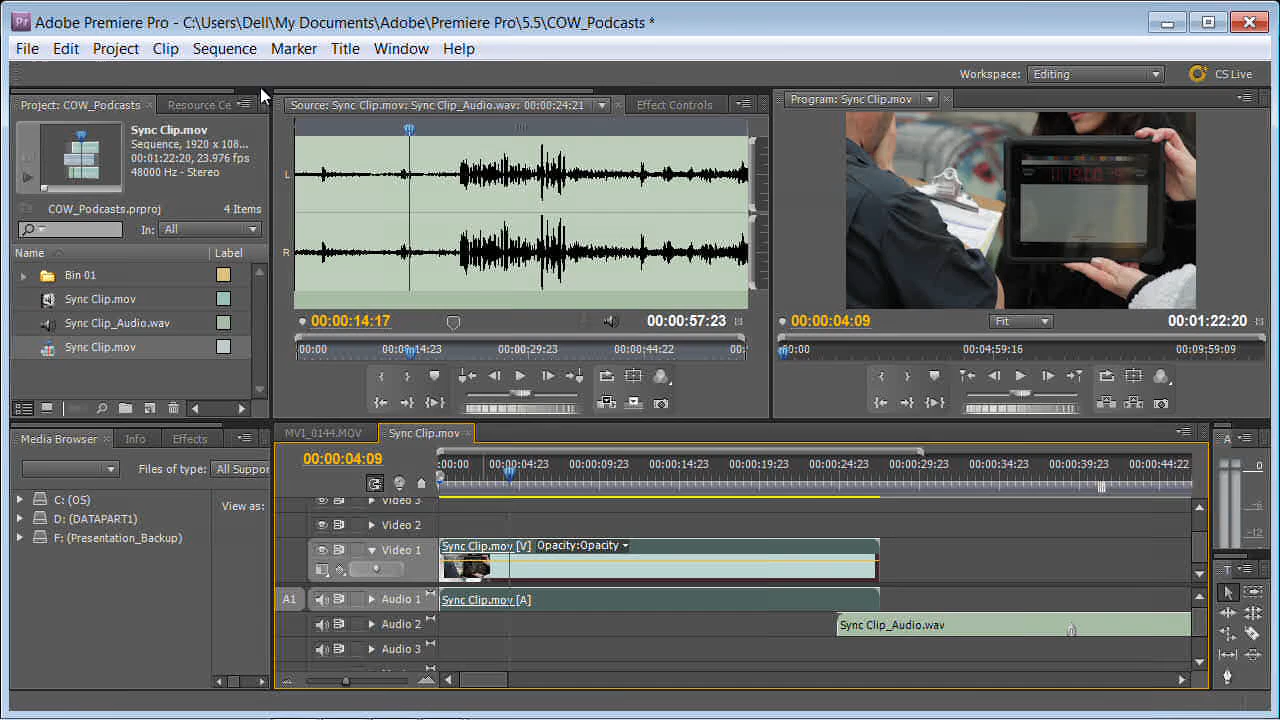 Pr Adobe Premiere Pro - C:\Users\Dell\My Documents\Adobe\Premiere Pro\5.5\COW_Podcasts *
File Edit Project Clip Sequence Marker Title Window Help
Workspace: Editing CS Live
Project: COW_Podcasts × Resource Ce
Sync Clip.mov
Sequence, 1920 x 108...
00:01:22:20, 23.976 fps
48000 Hz - Stereo
COW_Podcasts.prproj 4 Items
In: All
Name Label
Bin 01
Sync Clip.mov
Sync Clip_Audio.wav
Sync Clip.mov
Source: Sync Clip.mov: Sync Clip_Audio.wav: 00:00:24:21 × Effect Controls
L
R
00:00:14:17 00:00:57:23
:00:00 00:00:14:23 00:00:29:23 00:00:44:22 00:
Program: Sync Clip.mov ×
00:00:04:09 Fit 00:01:22:20
00:00 00:04:59:16 00:09:59:09
Media Browser × Info Effects
Files of type: All Suppor
View as:
C: (OS)
D: (DATAPART1)
F: (Presentation_Backup)
MVI_0144.MOV Sync Clip.mov ×
00:00:04:09
:00:00 00:00:04:23 00:00:09:23 00:00:14:23 00:00:19:23 00:00:24:23 00:00:29:23 00:00:34:23 00:00:39:23 00:00:44:22
Video 3
Video 2
Video 1
Sync Clip.mov [V] Opacity:Opacity
A1 Audio 1
Sync Clip.mov [A]
Audio 2
Sync Clip_Audio.wav
Audio 3
A
0
-6
-12
T